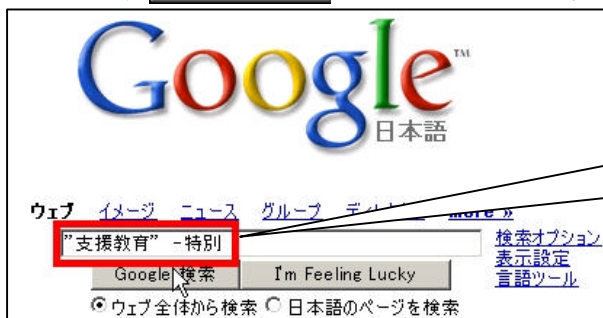 Google™
日本語
ウェブ イメージ ニュース グループ more »
"支援教育" -特別
検索オプション
表示設定
言語ツール
Google 検索 I'm Feeling Lucky
ウェブ全体から検索 日本語のページを検索